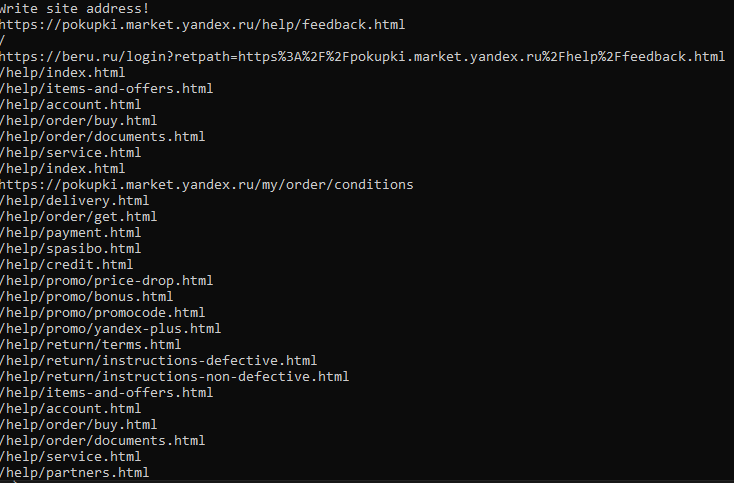 Write site address!
https://pokupki.market.yandex.ru/help/feedback.html
/
https://beru.ru/login?retpath=https%3A%2F%2Fpokupki.market.yandex.ru%2Fhelp%2Ffeedback.html
/help/index.html
/help/items-and-offers.html
/help/account.html
/help/order/buy.html
/help/order/documents.html
/help/service.html
/help/index.html
https://pokupki.market.yandex.ru/my/order/conditions
/help/delivery.html
/help/order/get.html
/help/payment.html
/help/spasibo.html
/help/credit.html
/help/promo/price-drop.html
/help/promo/bonus.html
/help/promo/promocode.html
/help/promo/yandex-plus.html
/help/return/terms.html
/help/return/instructions-defective.html
/help/return/instructions-non-defective.html
/help/items-and-offers.html
/help/account.html
/help/order/buy.html
/help/order/documents.html
/help/service.html
/help/partners.html